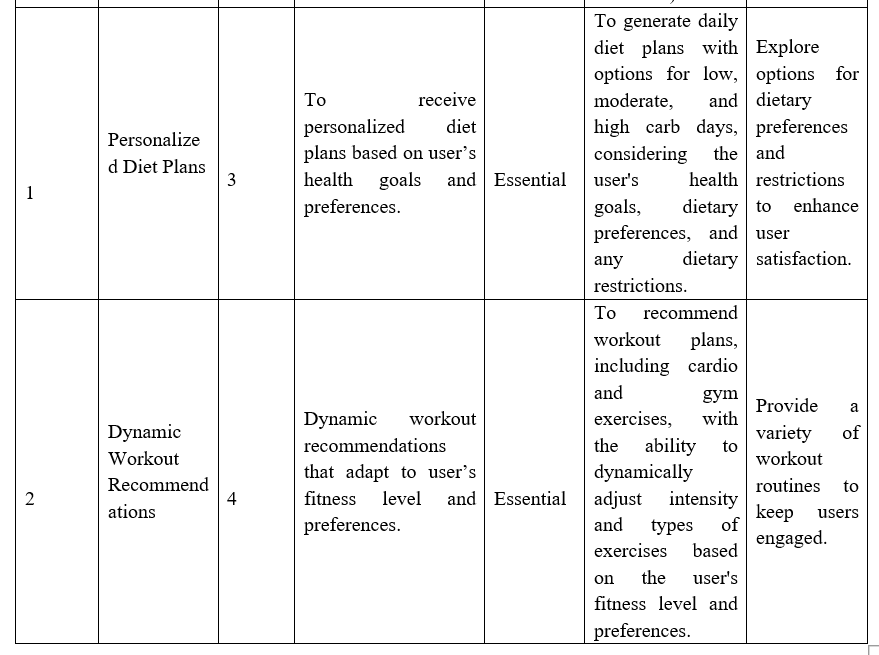 1
Personalize
d Diet Plans
3
To receive
personalized diet
plans based on user’s
health goals and
preferences.
Essential
To generate daily
diet plans with
options for low,
moderate, and
high carb days,
considering the
user's health
goals, dietary
preferences, and
any dietary
restrictions.
Explore
options for
dietary
preferences
and
restrictions
to enhance
user
satisfaction.
2
Dynamic
Workout
Recommend
ations
4
Dynamic workout
recommendations
that adapt to user’s
fitness level and
preferences.
Essential
To recommend
workout plans,
including cardio
and gym
exercises, with
the ability to
dynamically
adjust intensity
and types of
exercises based
on the user's
fitness level and
preferences.
Provide a
variety of
workout
routines to
keep users
engaged.